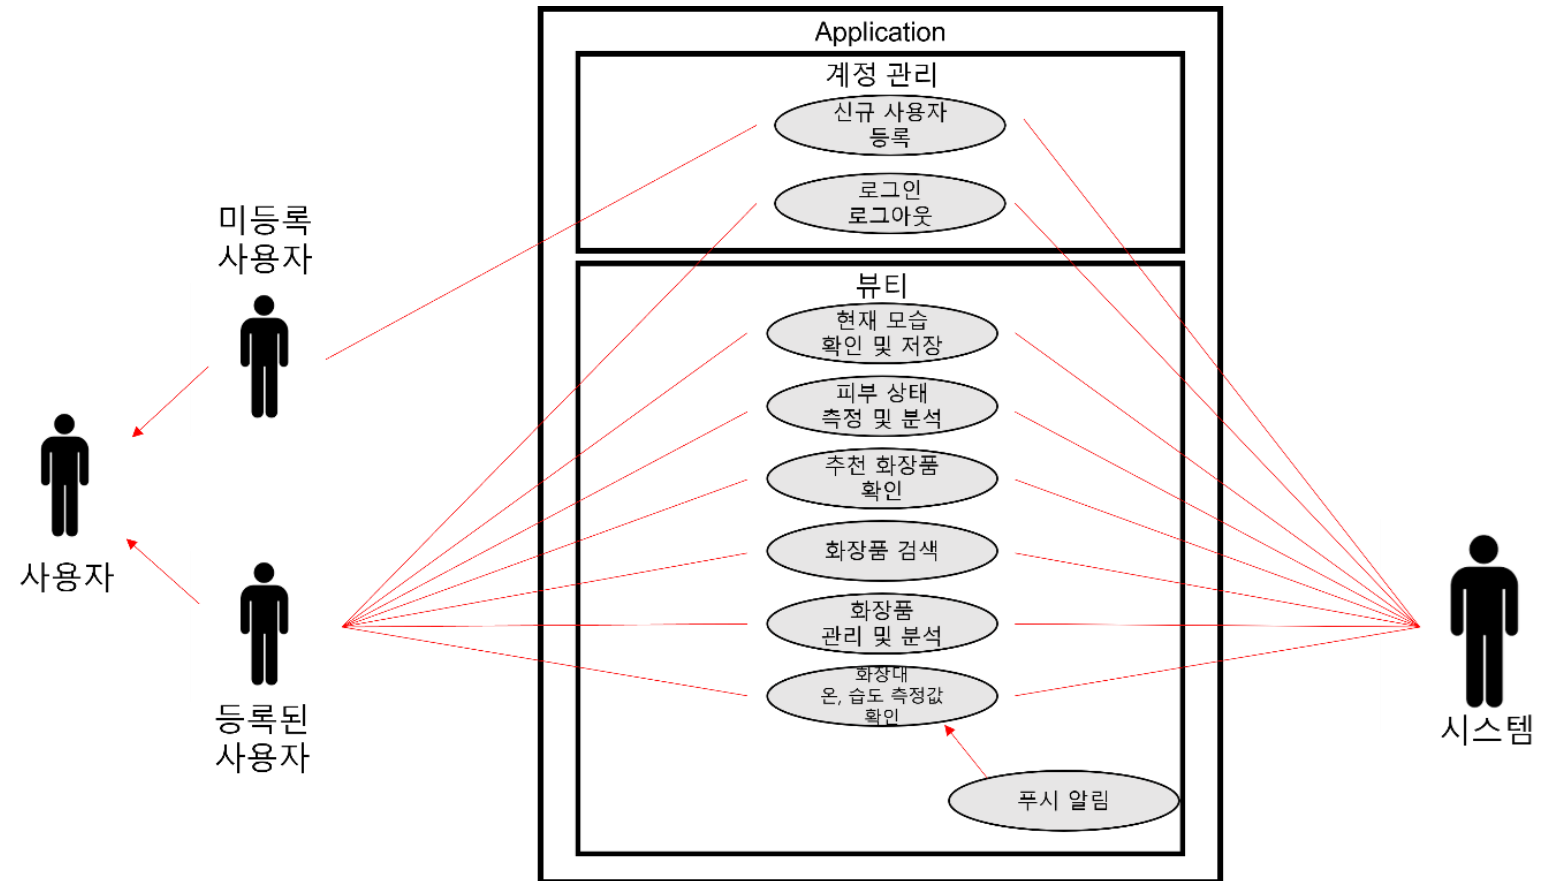 Application
계정 관리
신규 사용자
등록
로그인
로그아웃
미등록
사용자
뷰티
현재 모습
확인 및 저장
피부 상태
측정 및 분석
추천 화장품
확인
화장품 검색
화장품
관리 및 분석
화장대
온, 습도 측정값
확인
푸시 알림
사용자
등록된
사용자
시스템